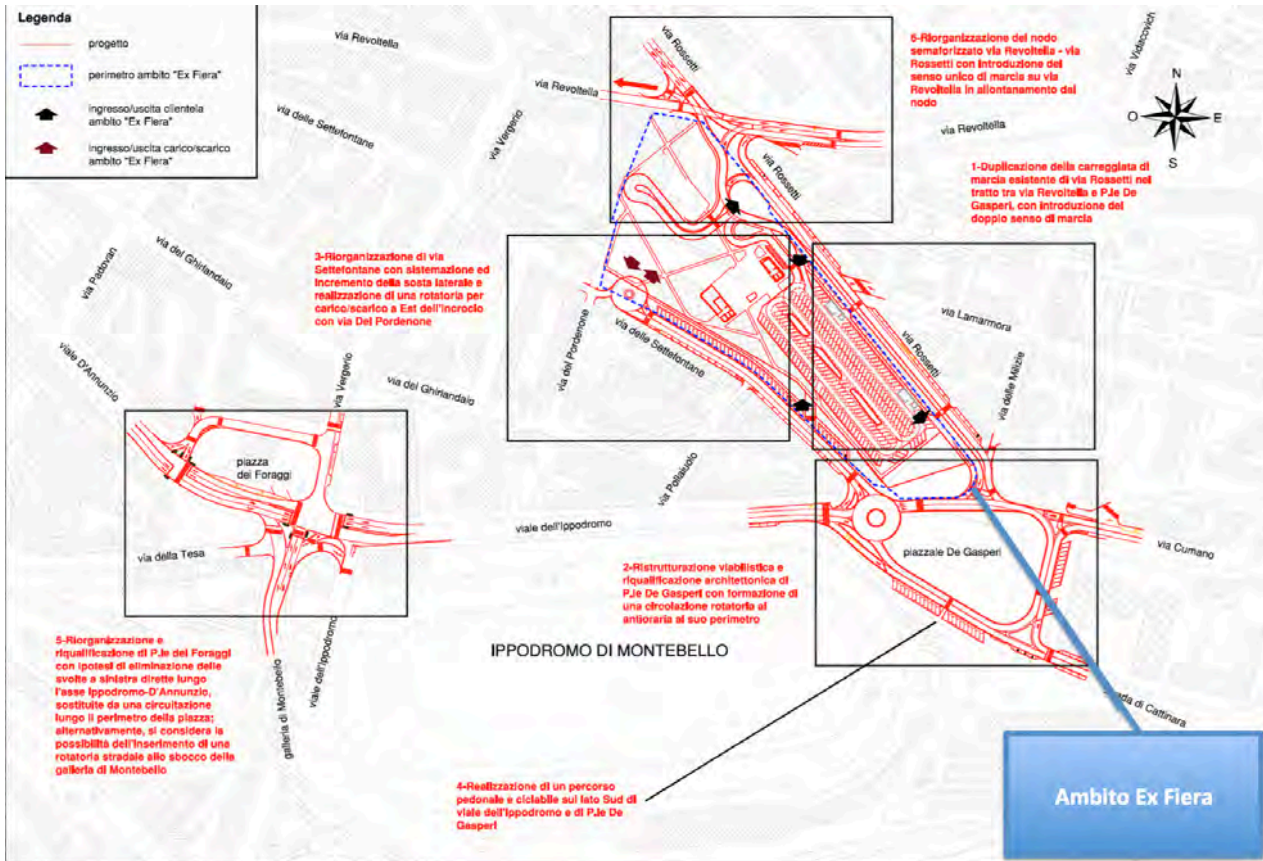 Legenda
progetto
perimetro ambito "Ex Fiera"
ingresso/uscita clientela
ambito "Ex Fiera"
ingresso/uscita carico/scarico
ambito "Ex Fiera"
via Revoltella
via delle Settefontane
via Vergerio
via Revoltella
via Rossetti
via Rossetti
6-Riorganizzazione del nodo
semaforizzato via Revoltella - via
Rossetti con introduzione del
senso unico di marcia su via
Revoltella in allontanamento dal
nodo
via Vidacovich
N
O
E
S
via Revoltella
1-Duplicazione della carreggiata di
marcia esistente di via Rossetti nel
tratto tra via Revoltella e P.le De
Gasperi, con introduzione del
doppio senso di marcia
via Padovan
via del Ghirlandaio
viale D'Annunzio
3-Riorganizzazione di via
Settefontane con sistemazione ed
incremento della sosta laterale e
realizzazione di una rotatoria per
carico/scarico a Est dell'incrocio
con via Del Pordenone
via del Pordenone
via delle Settefontane
via Rossetti
via Lamarmora
via delle Milizie
via Vergerio
via del Ghirlandaio
piazza
dei Foraggi
via della Tesa
galleria di Montebello
viale dell'Ippodromo
viale dell'Ippodromo
via Pollaiuolo
piazzale De Gasperi
via Cumano
2-Ristrutturazione viabilistica e
riqualificazione architettonica di
P.le De Gasperi con formazione di
una circolazione rotatoria al
antioraria al suo perimetro
5-Riorganizzazione e
riqualificazione di P.le dei Foraggi
con ipotesi di eliminazione delle
svolte a sinistra dirette lungo
l'asse Ippodromo-D'Annunzio,
sostituite da una circuitazione
lungo il perimetro della piazza;
alternativamente, si considera la
possibilità dell'inserimento di una
rotatoria stradale allo sbocco della
galleria di Montebello
IPPODROMO DI MONTEBELLO
di Cattinara
4-Realizzazione di un percorso
pedonale e ciclabile sul lato Sud di
viale dell'Ippodromo e di P.le De
Gasperi
Ambito Ex Fiera